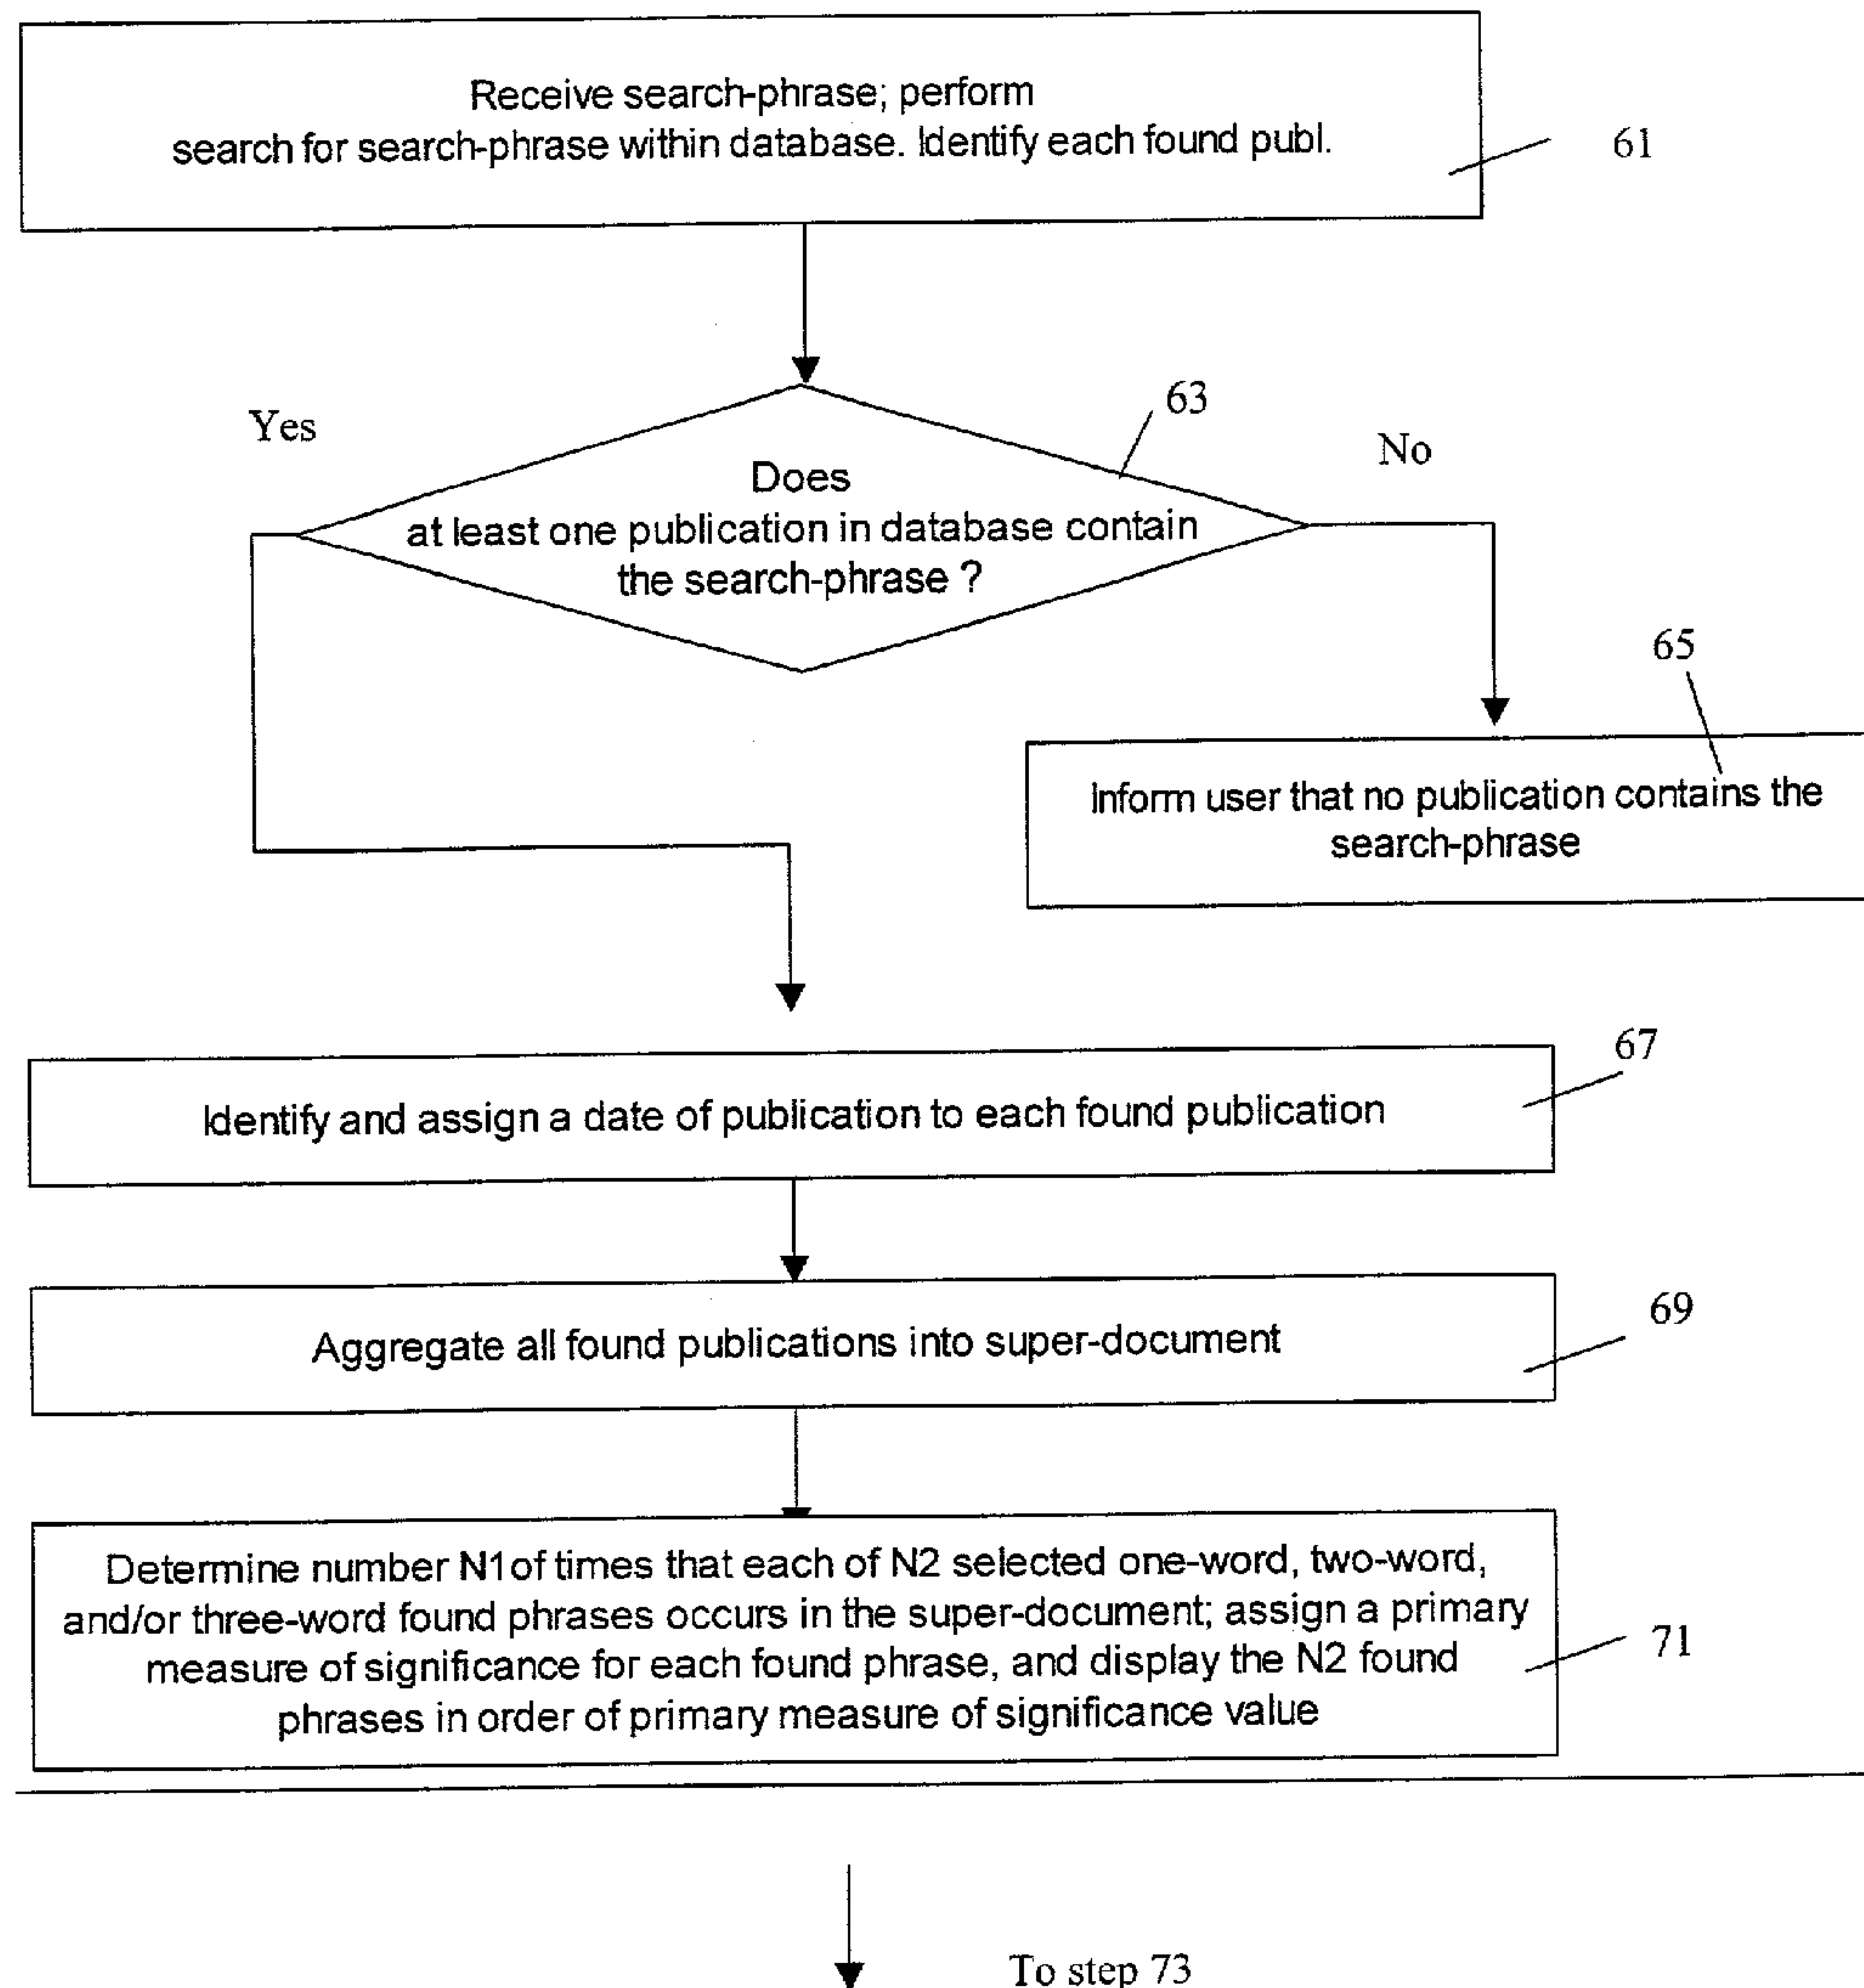 Receive search-phrase; perform
search for search-phrase within database. Identify each found publ.
61
63
Yes
No
Does
at least one publication in database contain
the search-phrase ?
65
Inform user that no publication contains the
search-phrase
67
Identify and assign a date of publication to each found publication
69
Aggregate all found publications into super-document
Determine number N1 of times that each of N2 selected one-word, two-word,
and/or three-word found phrases occurs in the super-document; assign a primary
measure of significance for each found phrase, and display the N2 found
phrases in order of primary measure of significance value
71
To step 73